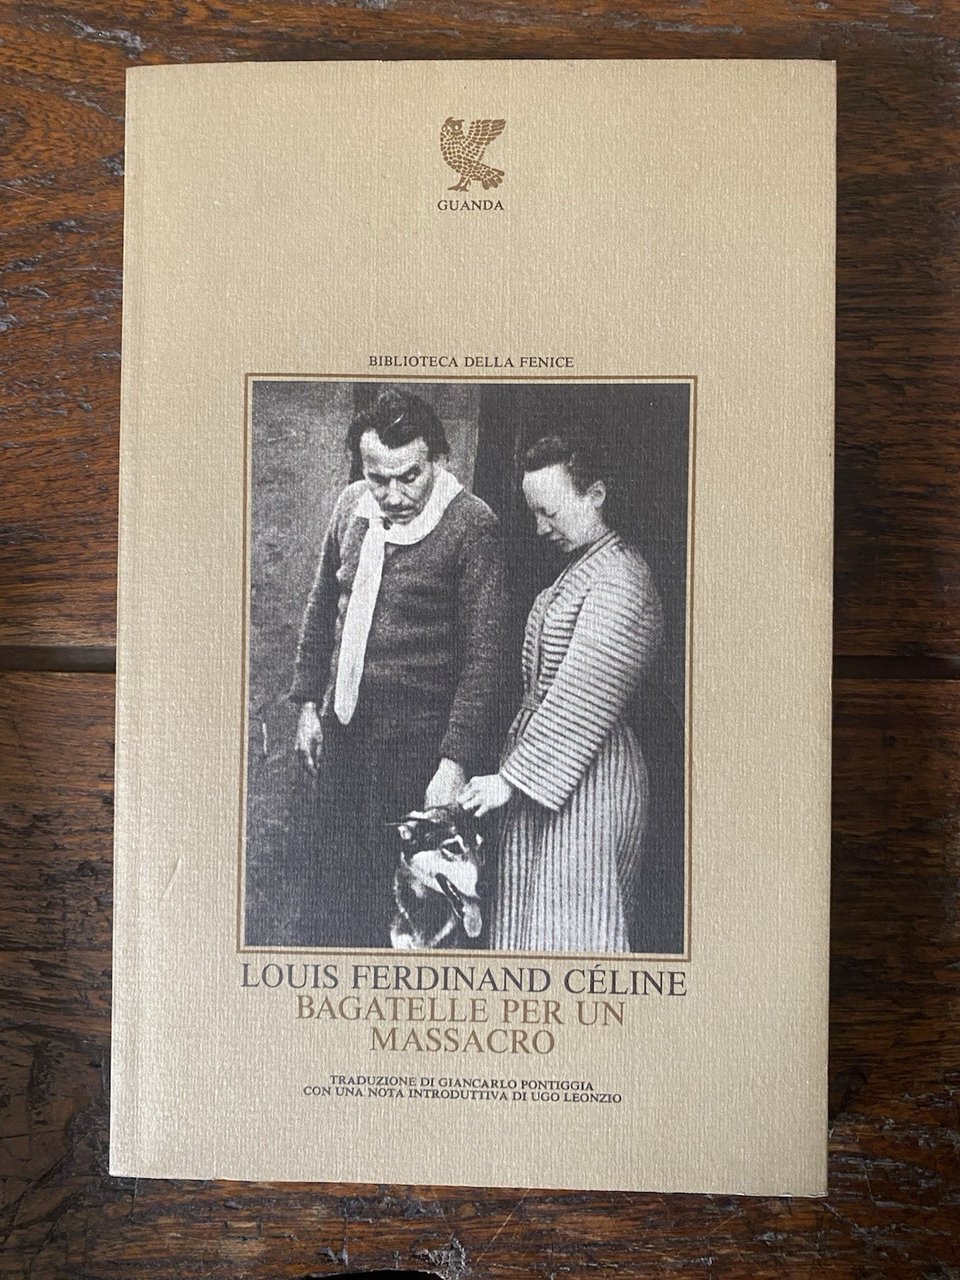 GUANDA
BIBLIOTECA DELLA FENICE
LOUIS FERDINAND CÉLINE
BAGATELLE PER UN
MASSACRO
TRADUZIONE DI GIANCARLO PONTIGGIA
CON UNA NOTA INTRODUTTIVA DI UGO LEONZIO